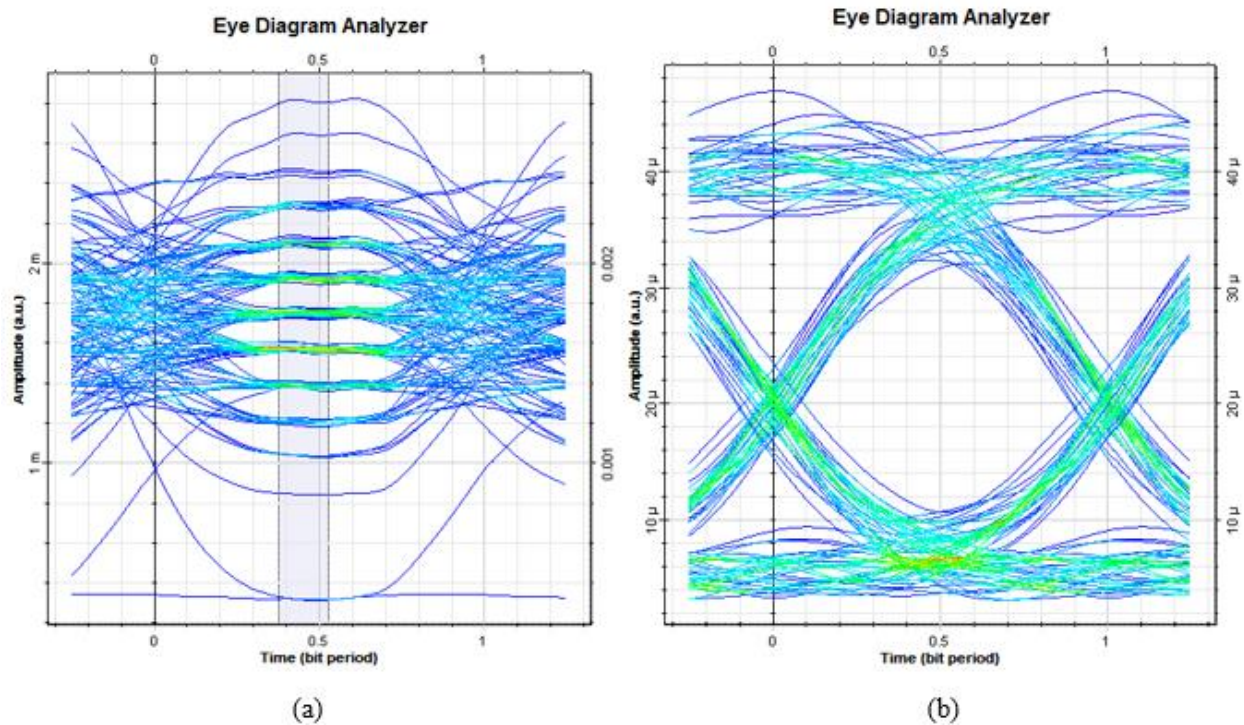 Eye Diagram Analyzer
0 0.5 1
2 m
1 m
Amplitude (a.u.)
0.002
0.001
0 0.5 1
Time (bit period)
(a)
Eye Diagram Analyzer
0 0.5 1
40 µ
30 µ
20 µ
10 µ
Amplitude (a.u.)
40 µ
30 µ
20 µ
10 µ
0 0.5 1
Time (bit period)
(b)